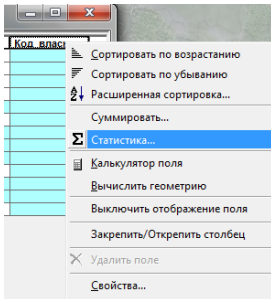 Код_влас
Сортировать по возрастанию
Сортировать по убыванию
Расширенная сортировка...
Суммировать...
Статистика...
Калькулятор поля
Вычислить геометрию
Выключить отображение поля
Закрепить/Открепить столбец
Удалить поле
Свойства...